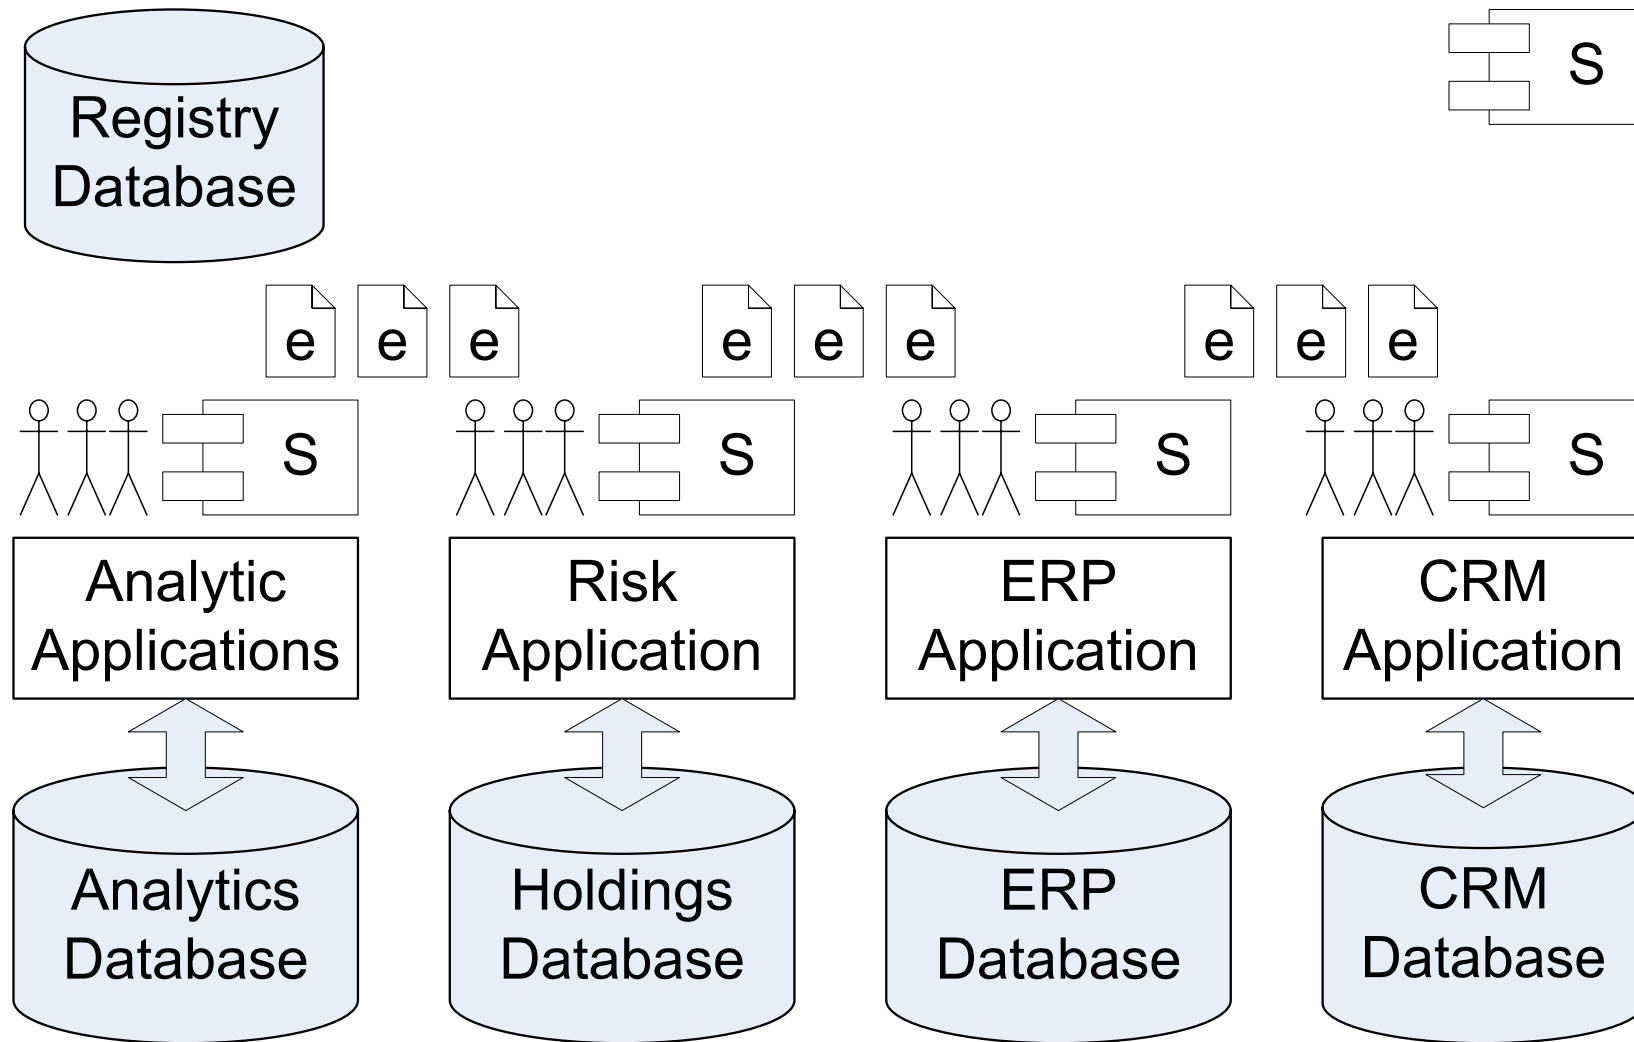 Registry
Database
S
e e e
e e e
e e e
S
S
S
S
Analytic
Applications
Risk
Application
ERP
Application
CRM
Application
Analytics
Database
Holdings
Database
ERP
Database
CRM
Database